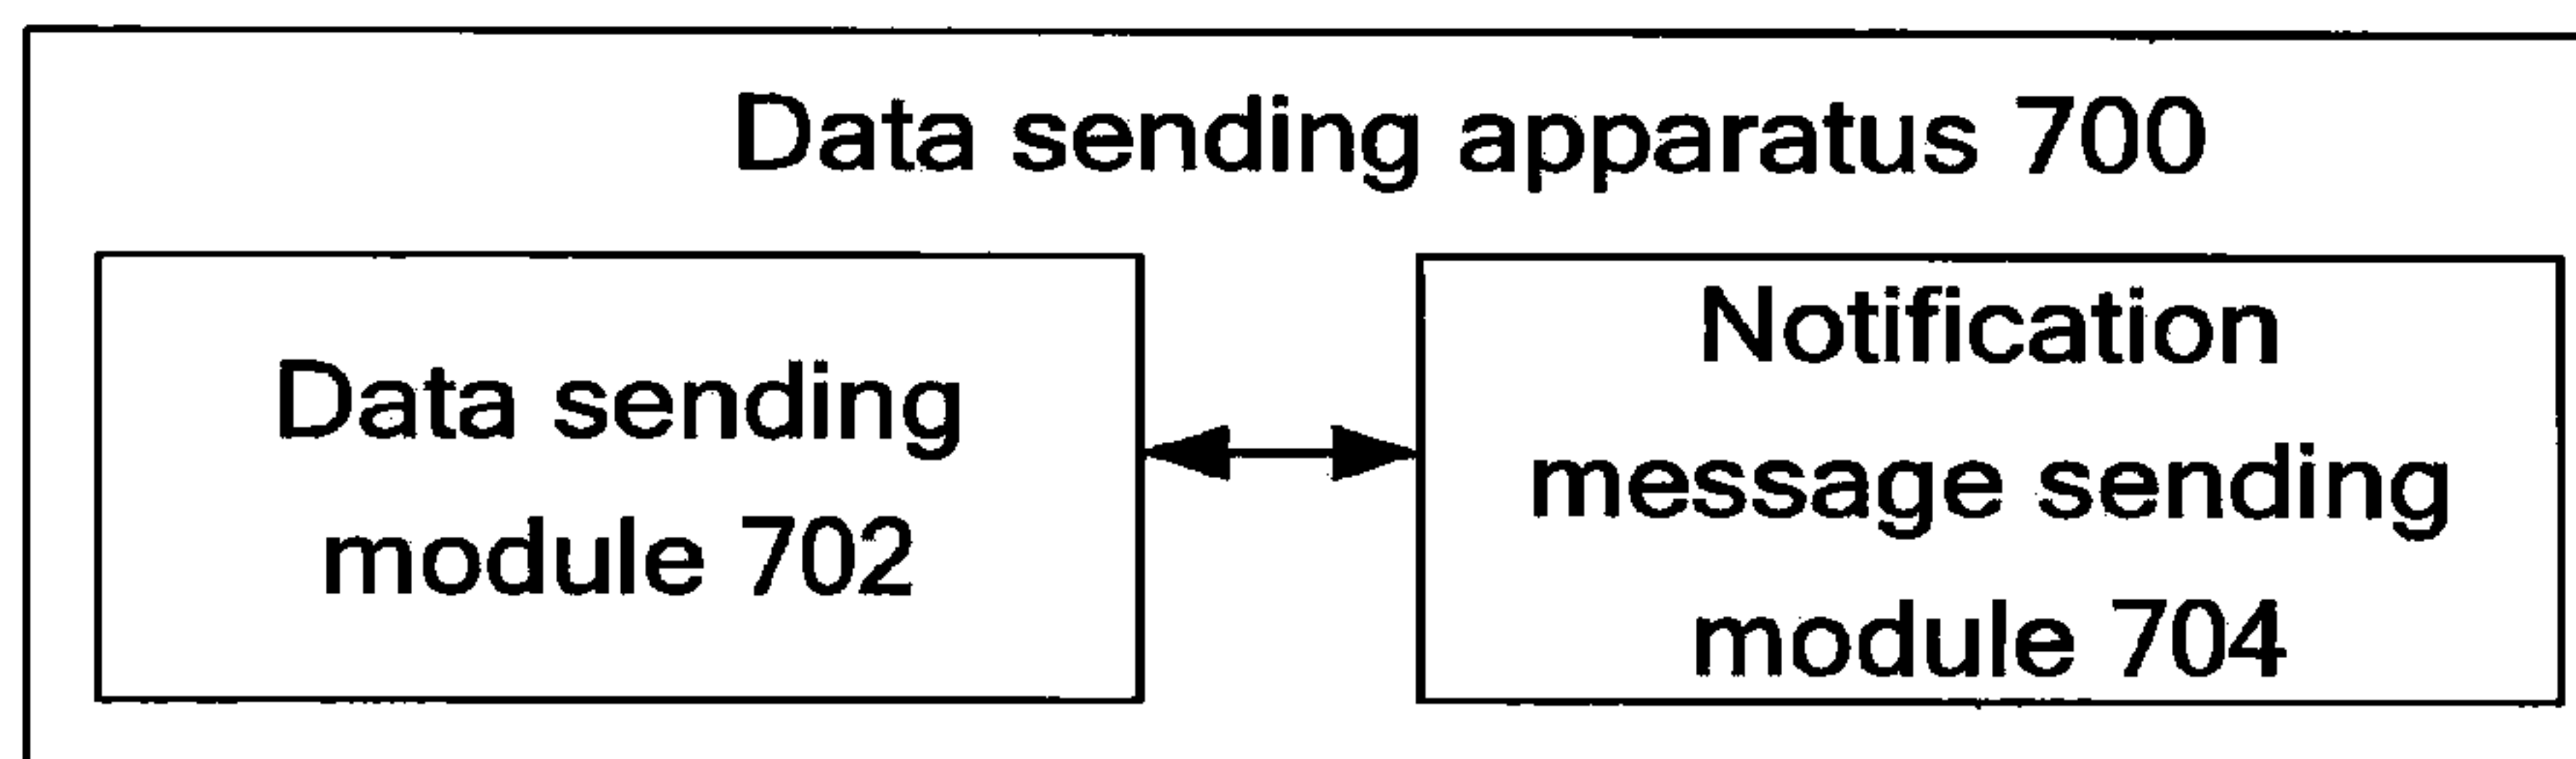 Data sending apparatus 700
Data sending
module 702
Notification
message sending
module 704